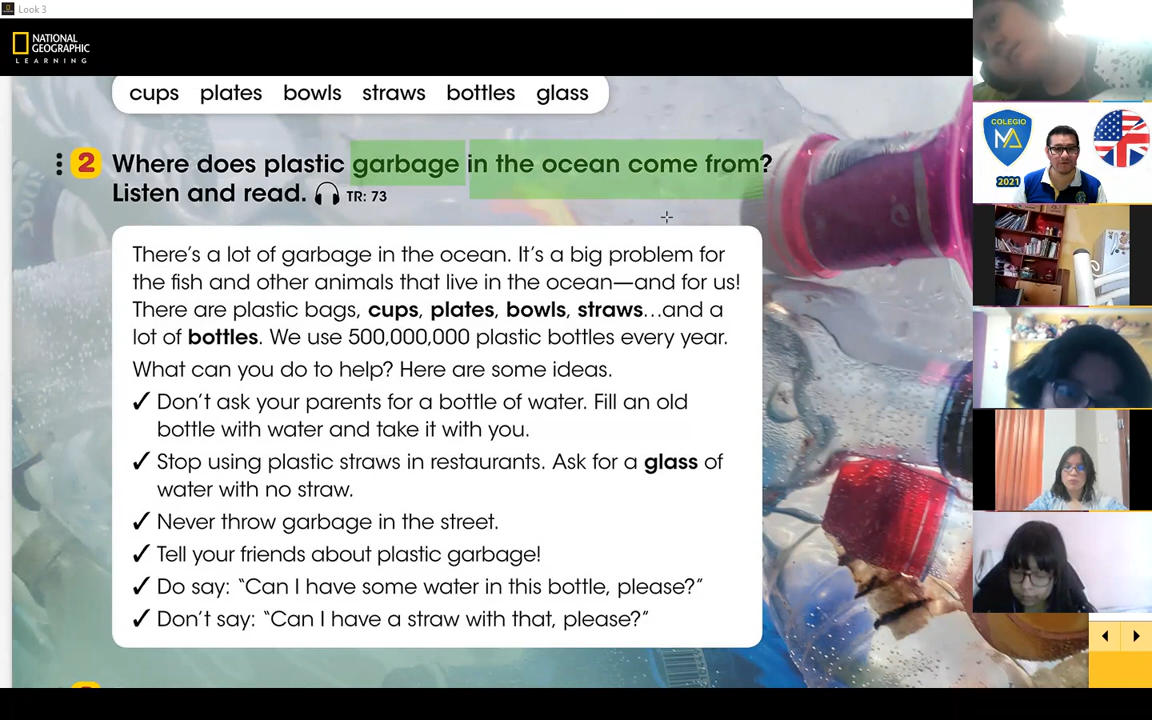 Look 3
NATIONAL
GEOGRAPHIC
LEARNING
cups plates bowls straws bottles glass
2 Where does plastic garbage in the ocean come from?
Listen and read. TR: 73
There's a lot of garbage in the ocean. It's a big problem for
the fish and other animals that live in the ocean—and for us!
There are plastic bags, cups, plates, bowls, straws…and a
lot of bottles. We use 500,000,000 plastic bottles every year.
What can you do to help? Here are some ideas.
✓ Don't ask your parents for a bottle of water. Fill an old
bottle with water and take it with you.
✓ Stop using plastic straws in restaurants. Ask for a glass of
water with no straw.
✓ Never throw garbage in the street.
✓ Tell your friends about plastic garbage!
✓ Do say: “Can I have some water in this bottle, please?”
✓ Don't say: “Can I have a straw with that, please?”
COLEGIO
MA
2021